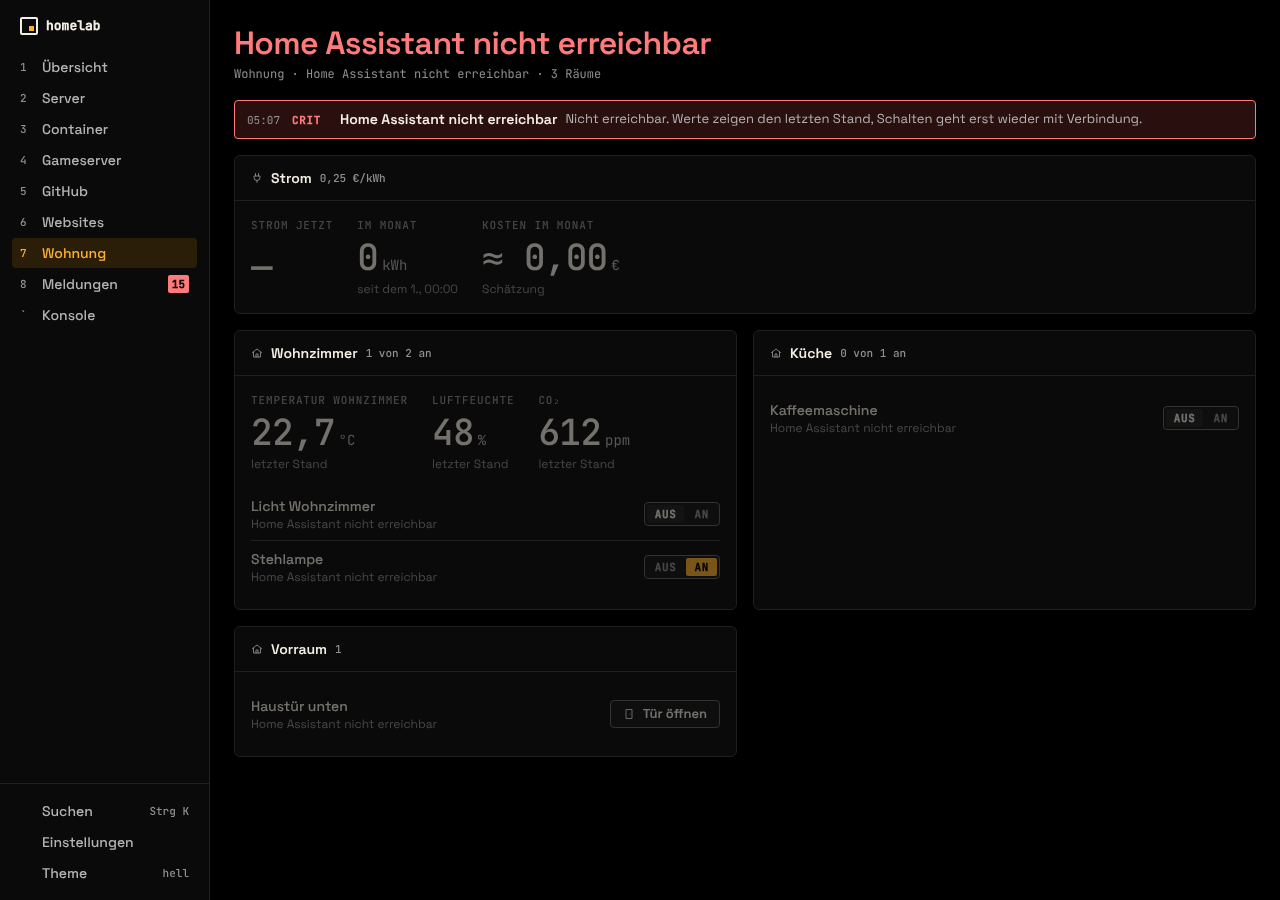 homelab
1 Übersicht
2 Server
3 Container
4 Gameserver
5 GitHub
6 Websites
7 Wohnung
8 Meldungen 15
` Konsole
Suchen Strg K
Einstellungen
Theme hell
Home Assistant nicht erreichbar
Wohnung · Home Assistant nicht erreichbar · 3 Räume
05:07 CRIT Home Assistant nicht erreichbar Nicht erreichbar. Werte zeigen den letzten Stand, Schalten geht erst wieder mit Verbindung.
Strom 0,25 €/kWh
STROM JETZT IM MONAT KOSTEN IM MONAT
— 0 kWh ≈ 0,00 €
seit dem 1., 00:00 Schätzung
Wohnzimmer 1 von 2 an
TEMPERATUR WOHNZIMMER LUFTFEUCHTE CO₂
22,7 °C 48 % 612 ppm
letzter Stand letzter Stand letzter Stand
Licht Wohnzimmer AUS AN
Home Assistant nicht erreichbar
Stehlampe AUS AN
Home Assistant nicht erreichbar
Küche 0 von 1 an
Kaffeemaschine AUS AN
Home Assistant nicht erreichbar
Vorraum 1
Haustür unten Tür öffnen
Home Assistant nicht erreichbar